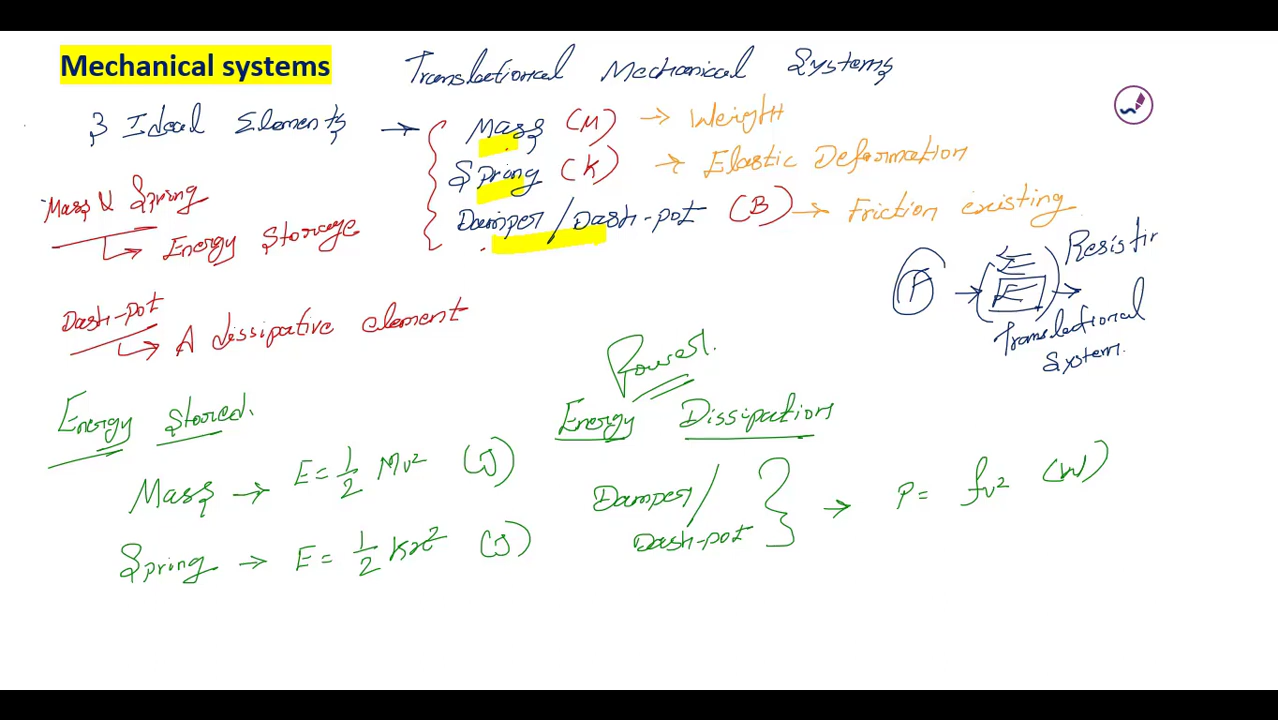 Mechanical systems
Translational Mechanical Systems
3 Ideal Elements → Mass (M) → Weight
Spring (K) → Elastic Deformation
Damper/Dash-pot (B) → Friction existing
Mass & Spring
→ Energy Storage
Resistin
F
Translational
System.
Dash-pot
→ A dissipative element
Power.
Energy Stored.
Energy Dissipation
Mass → E = 1/2 Mv² (J)
Spring → E = 1/2 Kx² (J)
Damper/
Dash-pot } → P = fv² (W)